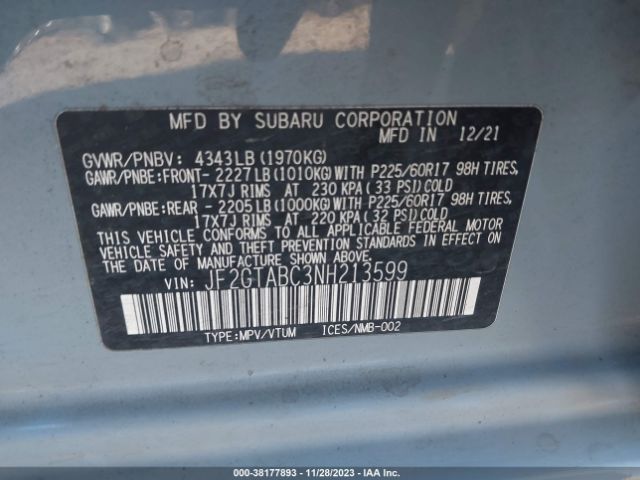 MFD BY SUBARU CORPORATION
MFD IN 12/21
GVWR/PNBV: 4343LB(1970KG)
GAWR/PNBE:FRONT- 2227LB(1010KG)WITH P225/60R17 98H TIRES,
17X7J RIMS AT 230 KPA(33 PSI)COLD
GAWR/PNBE:REAR - 2205LB(1000KG)WITH P225/60R17 98H TIRES,
17X7J RIMS AT 220 KPA(32 PSI)COLD
THIS VEHICLE CONFORMS TO ALL APPLICABLE FEDERAL MOTOR
VEHICLE SAFETY AND THEFT PREVENTION STANDARDS IN EFFECT ON THE
DATE OF MANUFACTURE SHOWN ABOVE.
VIN: JF2GTABC3NH213599
TYPE:MPV/VTUM ICES/NMB-002
000-38177893 - 11/28/2023 - IAAI.COM